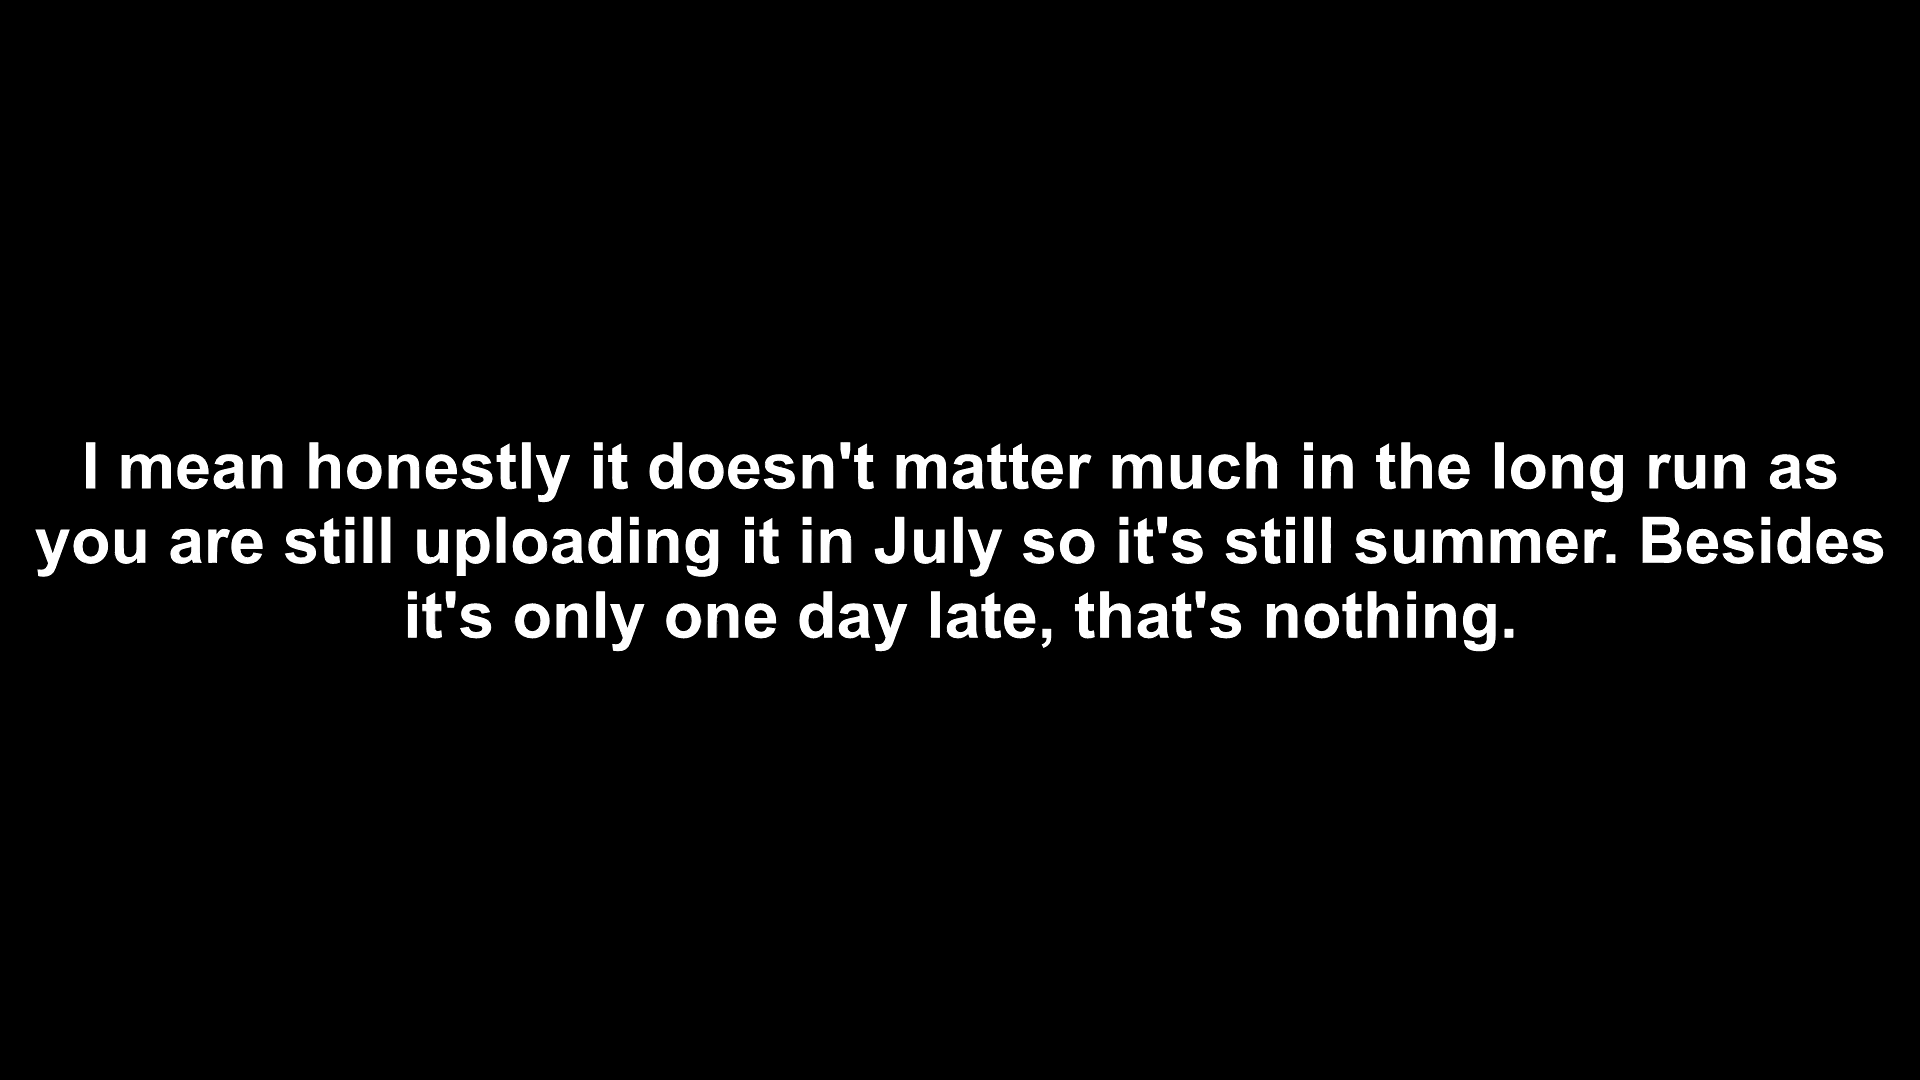 I mean honestly it doesn't matter much in the long run as
you are still uploading it in July so it's still summer. Besides
it's only one day late, that's nothing.